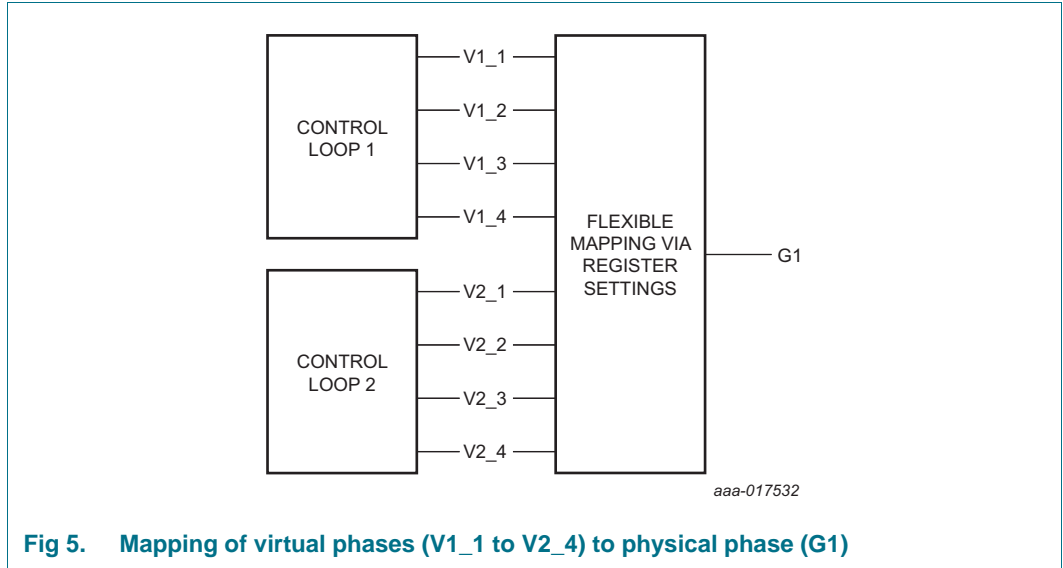 CONTROL
LOOP 1
V1_1
V1_2
V1_3
V1_4
CONTROL
LOOP 2
V2_1
V2_2
V2_3
V2_4
FLEXIBLE
MAPPING VIA
REGISTER
SETTINGS
G1
aaa-017532
Fig 5. Mapping of virtual phases (V1_1 to V2_4) to physical phase (G1)